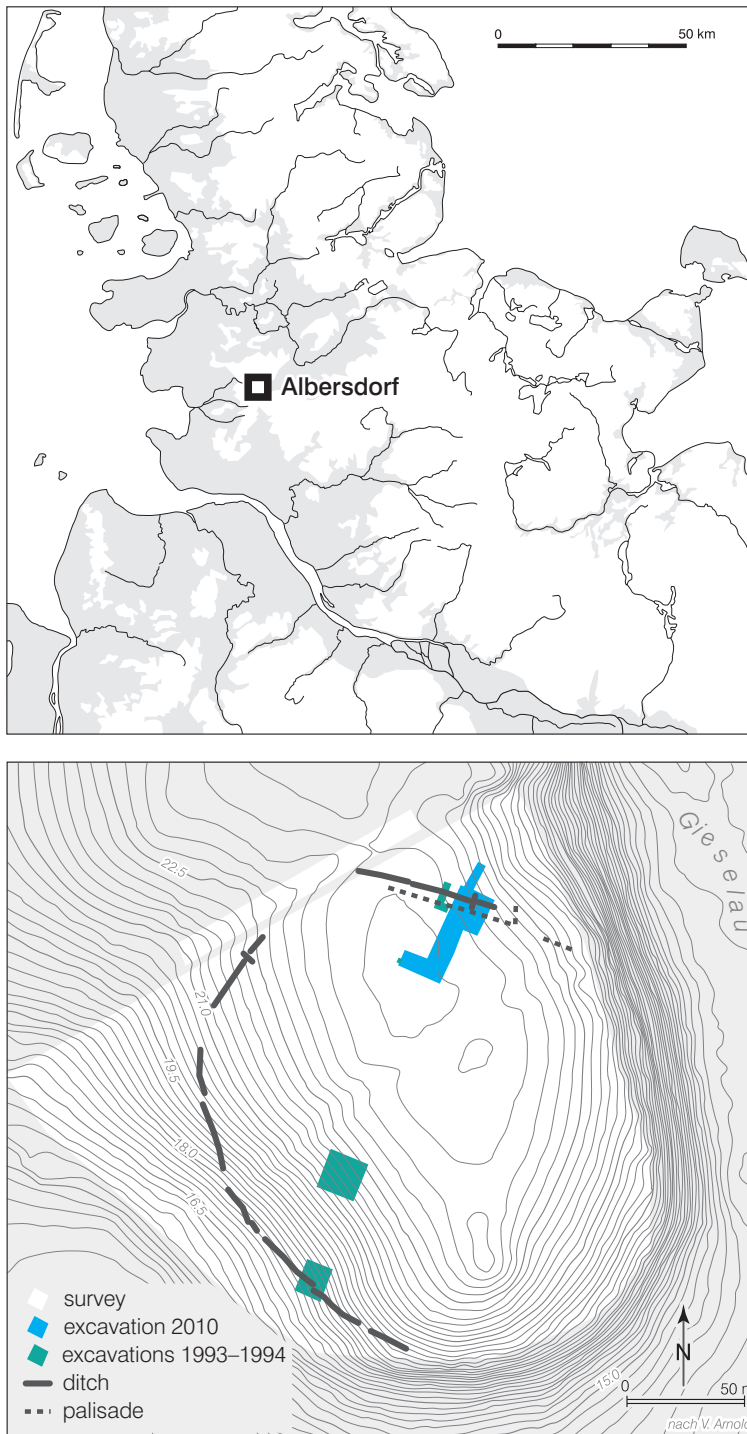 0 50 km
Albersdorf
Gieselau
22.5
21.0
19.5
18.0
16.5
survey
excavation 2010
excavations 1993–1994
ditch
palisade
N
15.0
0 50 m
nach V. Arnold